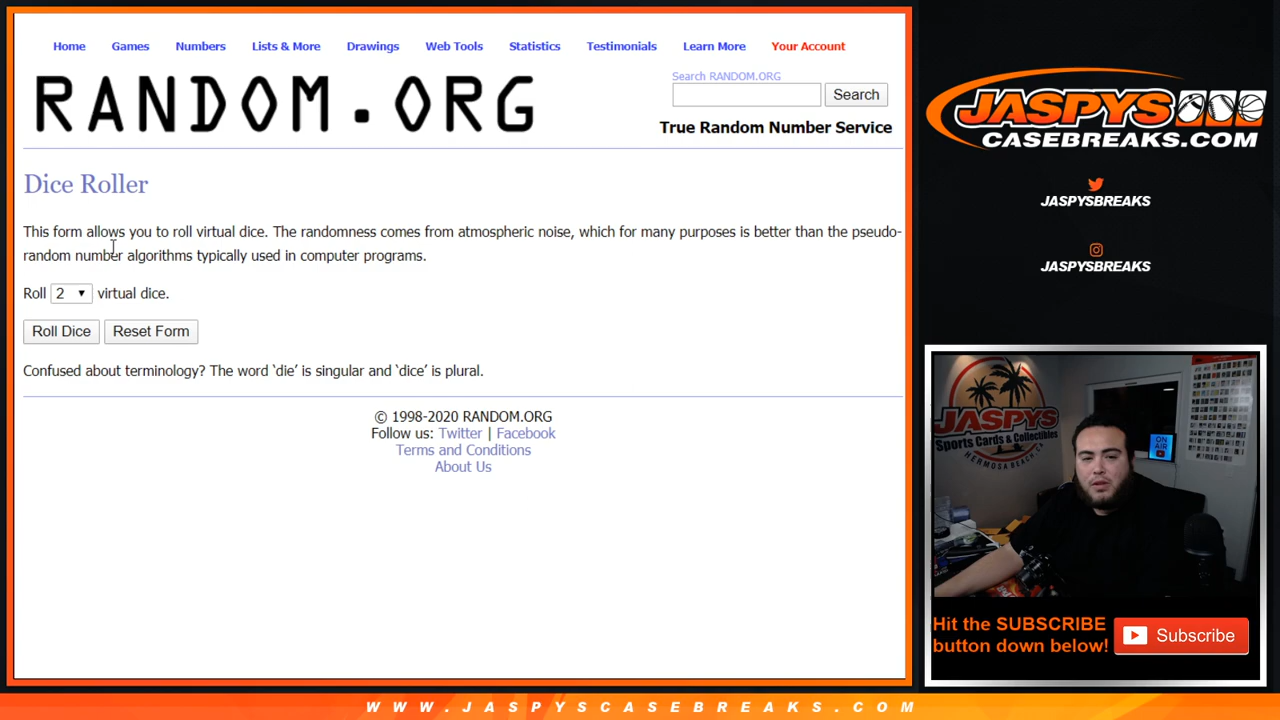 Home Games Numbers Lists & More Drawings Web Tools Statistics Testimonials Learn More Your Account
RANDOM.ORG
Search RANDOM.ORG
Search
True Random Number Service
Dice Roller
This form allows you to roll virtual dice. The randomness comes from atmospheric noise, which for many purposes is better than the pseudo-
random number algorithms typically used in computer programs.
Roll 2 virtual dice.
Roll Dice Reset Form
Confused about terminology? The word ‘die’ is singular and ‘dice’ is plural.
© 1998-2020 RANDOM.ORG
Follow us: Twitter | Facebook
Terms and Conditions
About Us
JASPYS
CASEBREAKS.COM
JASPYSBREAKS
JASPYSBREAKS
JASPYS
Sports Cards & Collectibles
HERMOSA BEACH, CA
ON
AIR
Hit the SUBSCRIBE
button down below!
Subscribe
WWW.JASPYSCASEBREAKS.COM